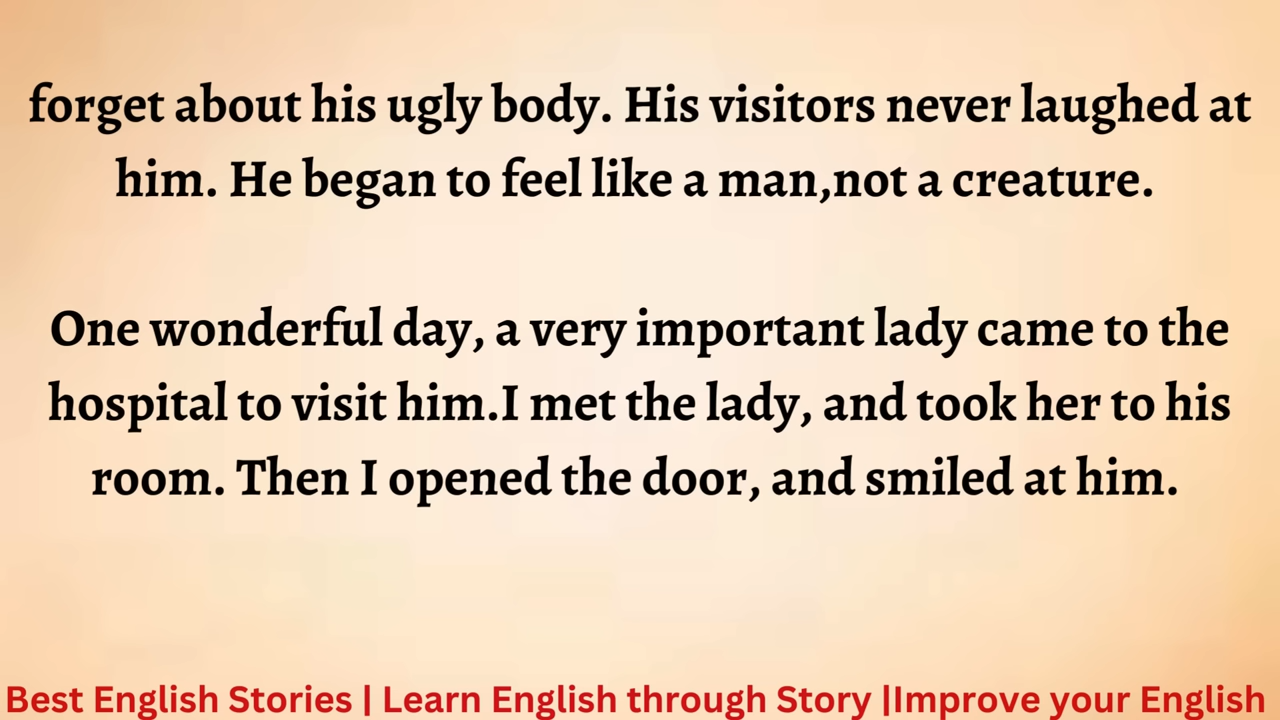 forget about his ugly body. His visitors never laughed at
him. He began to feel like a man,not a creature.
One wonderful day, a very important lady came to the
hospital to visit him.I met the lady, and took her to his
room. Then I opened the door, and smiled at him.
Best English Stories | Learn English through Story |Improve your English